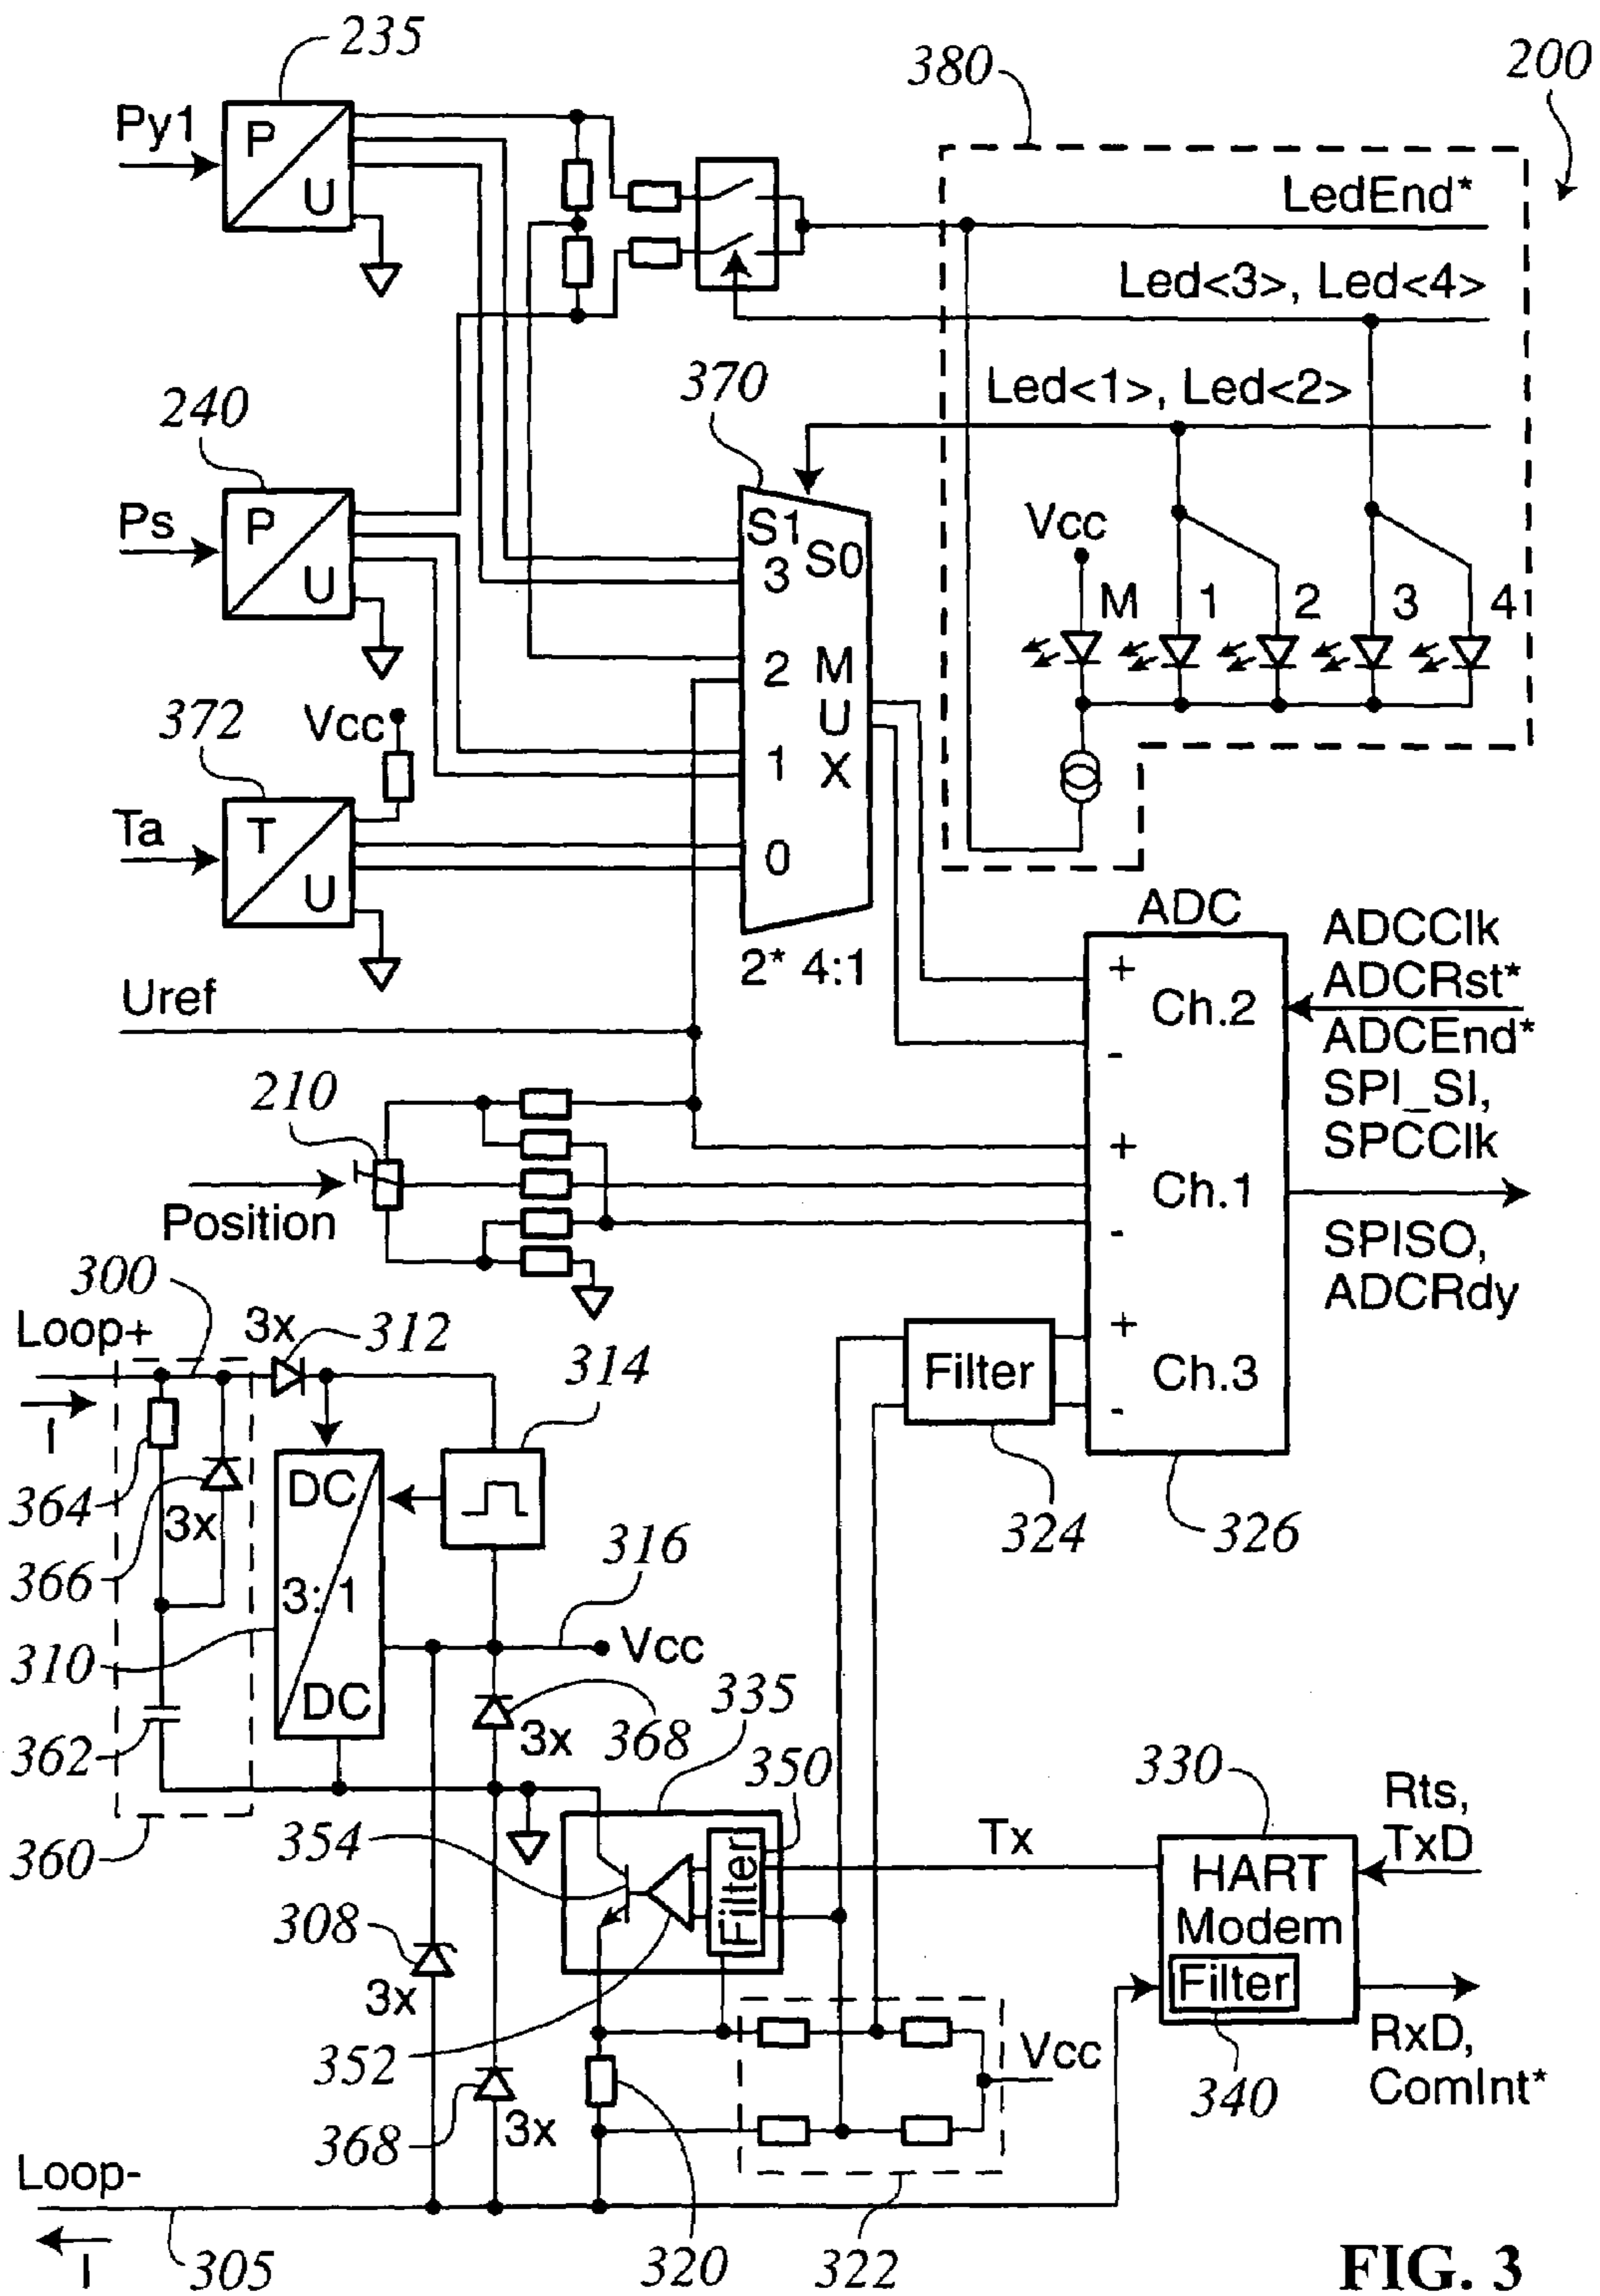 235
380
200
Py1
P
U
LedEnd*
Led<3>, Led<4>
370
Led<1>, Led<2>
240
Ps
P
U
S1
S0
3
Vcc
M
1
2
3
4
2
M
U
X
372
Vcc
1
Ta
T
U
0
2* 4:1
ADC
ADCClk
ADCRst*
ADCEnd*
SPI_SI,
SPCClk
+
Ch.2
-
Uref
210
Position
+
Ch.1
-
SPISO,
ADCRdy
300
Loop+
3x
312
314
I
Filter
+
Ch.3
-
364
366
3x
DC
3:1
DC
324
326
316
310
Vcc
362
335
3x
368
350
330
Rts,
TxD
360
354
Tx
HART
Modem
Filter
Filter
308
3x
RxD,
ComInt*
352
Vcc
340
368
3x
Loop-
I
305
320
322
FIG. 3